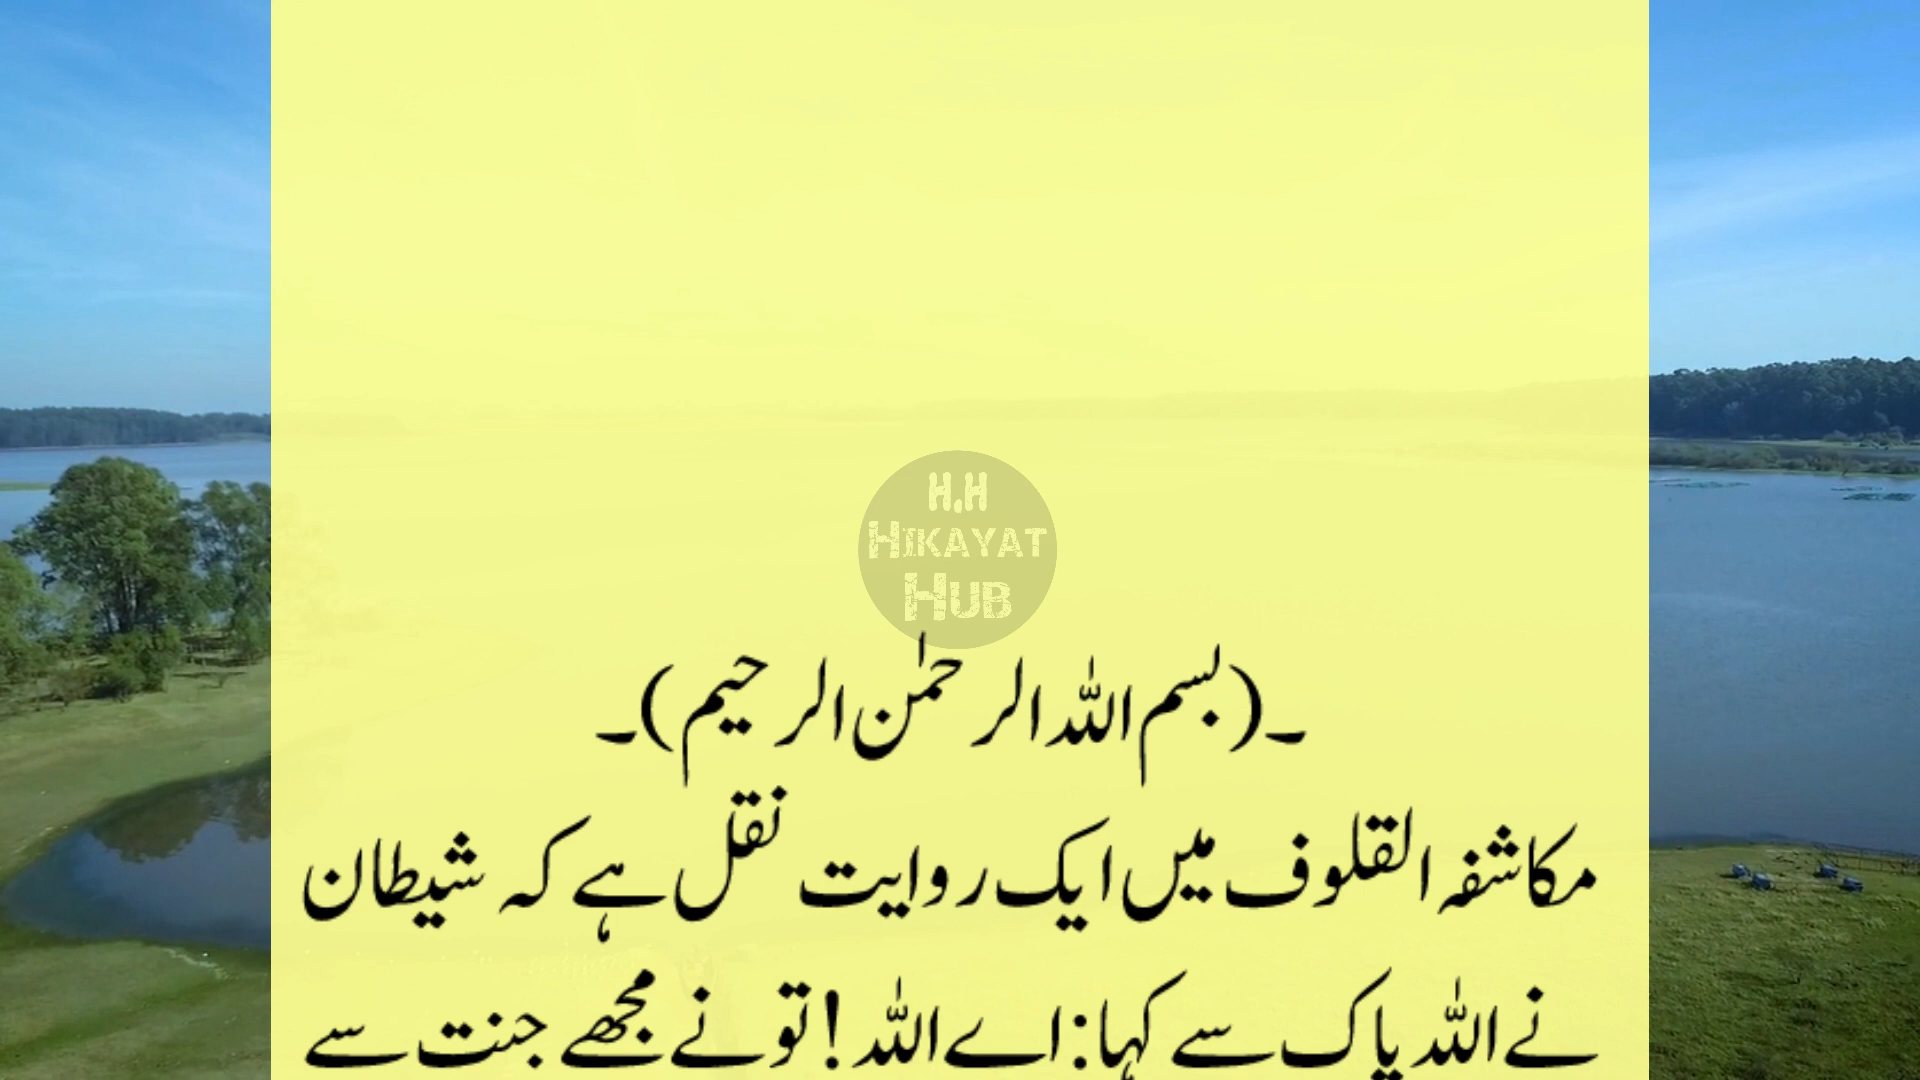 H.H
HIKAYAT
HUB
۔(بسم اللہ الرحمٰن الرحیم)۔
مکاشفہ القلوف میں ایک روایت نقل ہے کہ شیطان
نے اللہ پاک سے کہا: اے اللہ! تو نے مجھے جنت سے